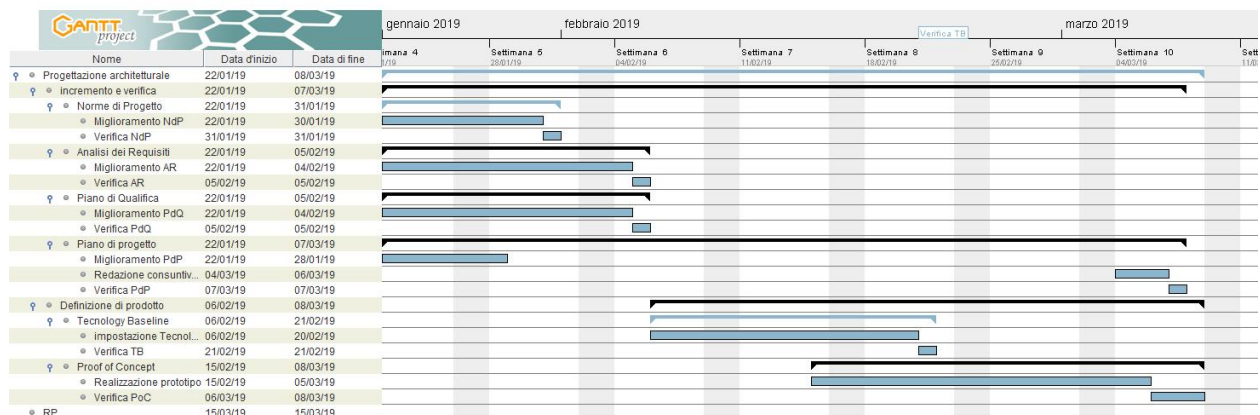 GANTT project
gennaio 2019 febbraio 2019 marzo 2019
Verifica TB
Nome Data d'inizio Data di fine
imana 4 Settimana 5 Settimana 6 Settimana 7 Settimana 8 Settimana 9 Settimana 10 Sett
1/19 28/01/19 04/02/19 11/02/19 18/02/19 25/02/19 04/03/19 11/03
Progettazione architetturale 22/01/19 08/03/19
incremento e verifica 22/01/19 07/03/19
Norme di Progetto 22/01/19 31/01/19
Miglioramento NdP 22/01/19 30/01/19
Verifica NdP 31/01/19 31/01/19
Analisi dei Requisiti 22/01/19 05/02/19
Miglioramento AR 22/01/19 04/02/19
Verifica AR 05/02/19 05/02/19
Piano di Qualifica 22/01/19 05/02/19
Miglioramento PdQ 22/01/19 04/02/19
Verifica PdQ 05/02/19 05/02/19
Piano di progetto 22/01/19 07/03/19
Miglioramento PdP 22/01/19 28/01/19
Redazione consuntiv... 04/03/19 06/03/19
Verifica PdP 07/03/19 07/03/19
Definizione di prodotto 06/02/19 08/03/19
Tecnology Baseline 06/02/19 21/02/19
impostazione Tecnol... 06/02/19 20/02/19
Verifica TB 21/02/19 21/02/19
Proof of Concept 15/02/19 08/03/19
Realizzazione prototipo 15/02/19 05/03/19
Verifica PoC 06/03/19 08/03/19
RP 15/03/19 15/03/19